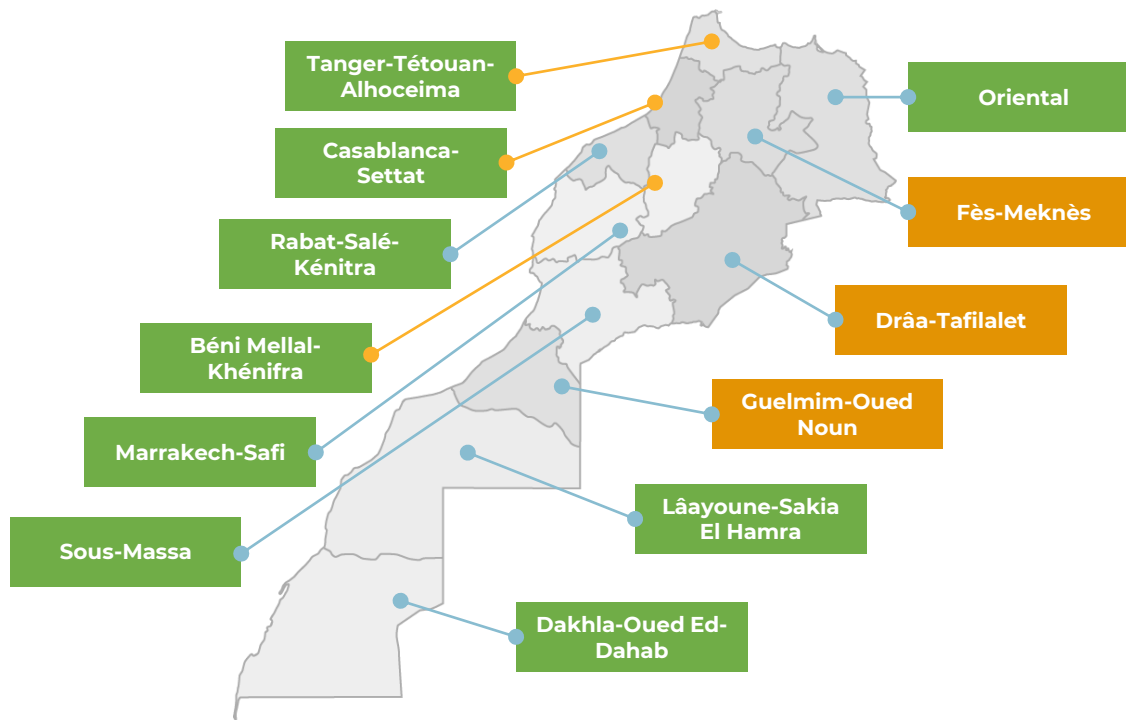 Tanger-Tétouan-
Alhoceima
Oriental
Casablanca-
Settat
Fès-Meknès
Rabat-Salé-
Kénitra
Drâa-Tafilalet
Béni Mellal-
Khénifra
Guelmim-Oued
Noun
Marrakech-Safi
Lâayoune-Sakia
El Hamra
Sous-Massa
Dakhla-Oued Ed-
Dahab